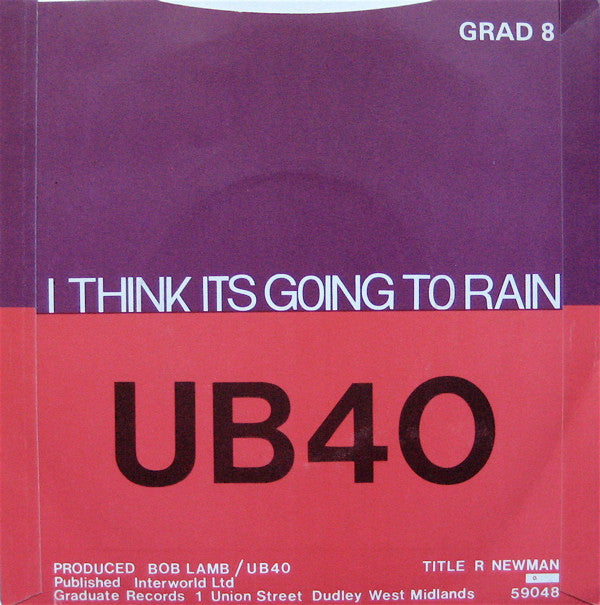 GRAD 8
I THINK ITS GOING TO RAIN
UB40
PRODUCED BOB LAMB/UB40 TITLE R NEWMAN
Published Interworld Ltd
Graduate Records 1 Union Street Dudley West Midlands 59048